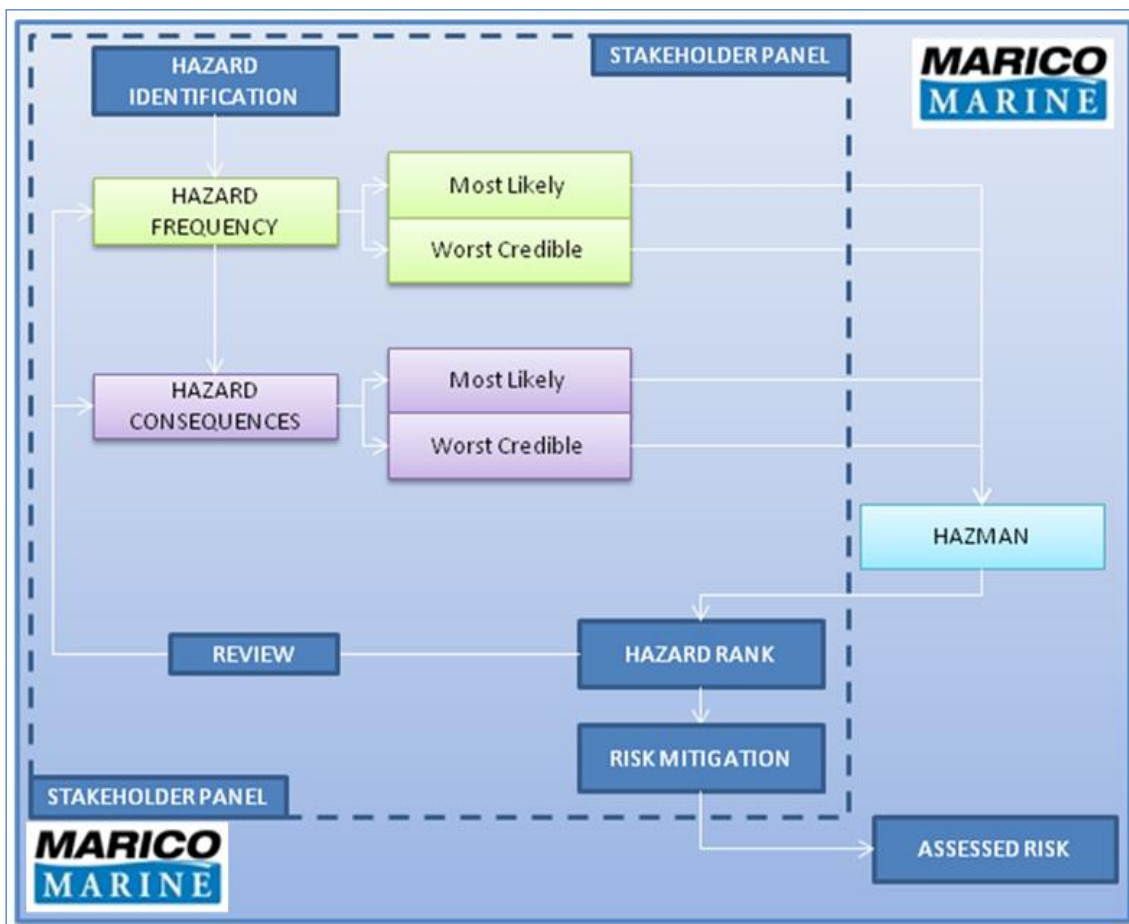 STAKEHOLDER PANEL
MARICO
MARINE
HAZARD
IDENTIFICATION
HAZARD
FREQUENCY
Most Likely
Worst Credible
HAZARD
CONSEQUENCES
Most Likely
Worst Credible
HAZMAN
REVIEW
HAZARD RANK
RISK MITIGATION
STAKEHOLDER PANEL
MARICO
MARINE
ASSESSED RISK